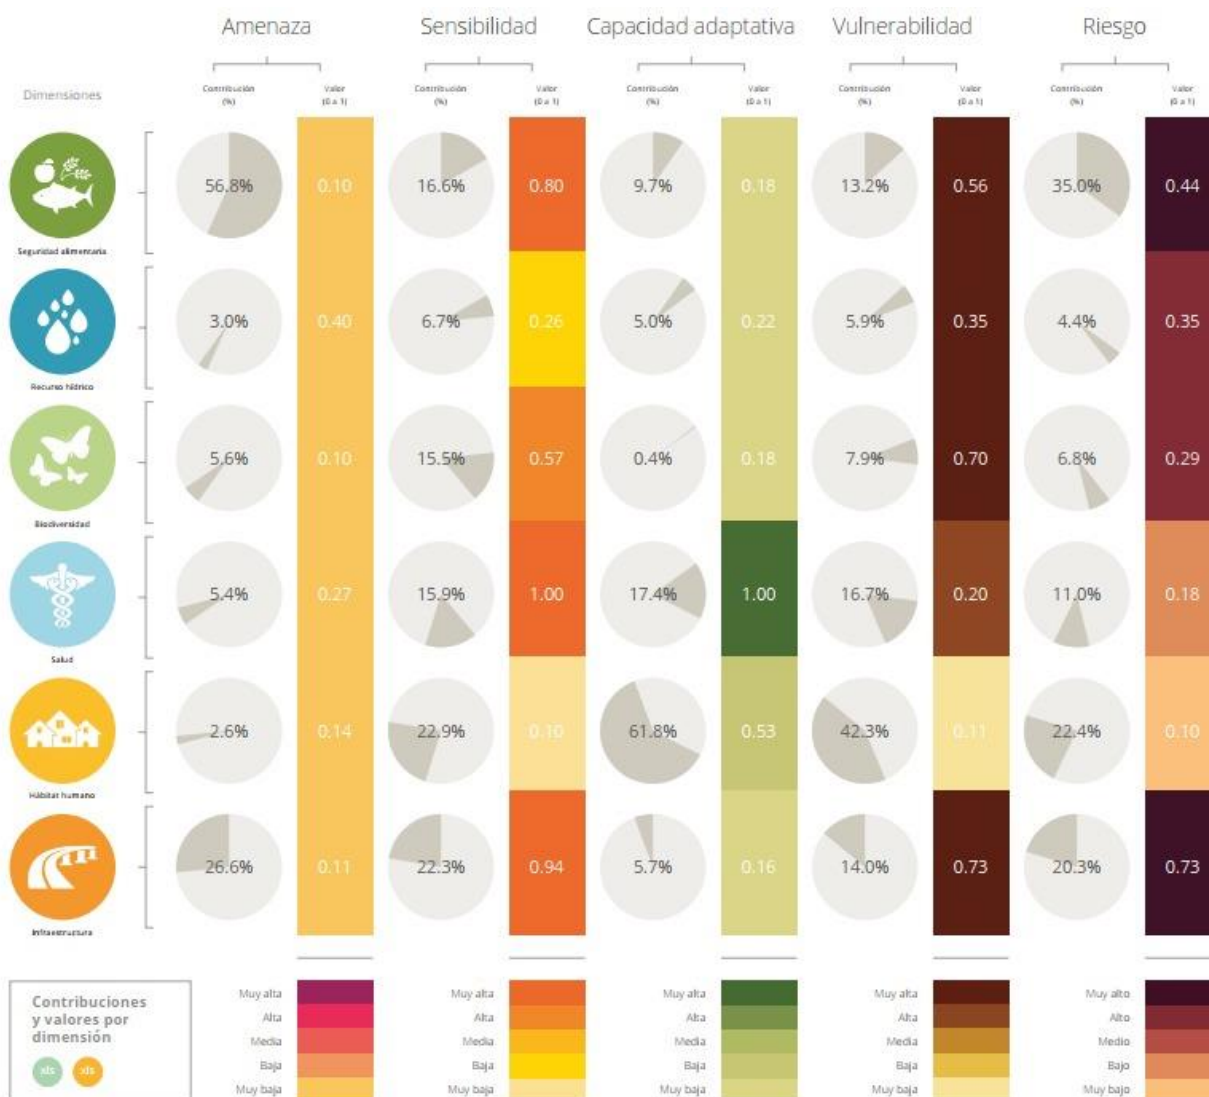 Amenaza Sensibilidad Capacidad adaptativa Vulnerabilidad Riesgo
Dimensiones
Contribución (%) Valor (0 a 1) Contribución (%) Valor (0 a 1) Contribución (%) Valor (0 a 1) Contribución (%) Valor (0 a 1) Contribución (%) Valor (0 a 1)
56.8% 0.10 16.6% 0.80 9.7% 0.18 13.2% 0.56 35.0% 0.44
Seguridad alimentaria
3.0% 0.40 6.7% 0.26 5.0% 0.22 5.9% 0.35 4.4% 0.35
Recurso hídrico
5.6% 0.10 15.5% 0.57 0.4% 0.18 7.9% 0.70 6.8% 0.29
Biodiversidad
5.4% 0.27 15.9% 1.00 17.4% 1.00 16.7% 0.20 11.0% 0.18
Salud
2.6% 0.14 22.9% 0.10 61.8% 0.53 42.3% 0.11 22.4% 0.10
Hábitat humano
26.6% 0.11 22.3% 0.94 5.7% 0.16 14.0% 0.73 20.3% 0.73
Infraestructura
Contribuciones
y valores por
dimensión
xls xls
Muy alta Muy alta Muy alta Muy alta Muy alto
Alta Alta Alta Alta Alto
Media Media Media Media Medio
Baja Baja Baja Baja Bajo
Muy baja Muy baja Muy baja Muy baja Muy bajo